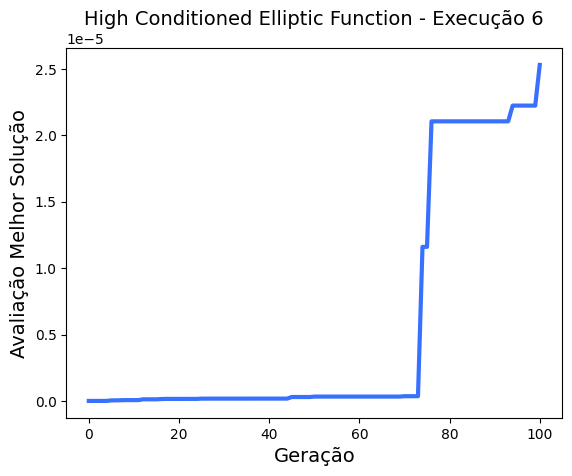 High Conditioned Elliptic Function - Execução 6
1e−5
2.5
2.0
1.5
1.0
0.5
0.0
Avaliação Melhor Solução
0 20 40 60 80 100
Geração